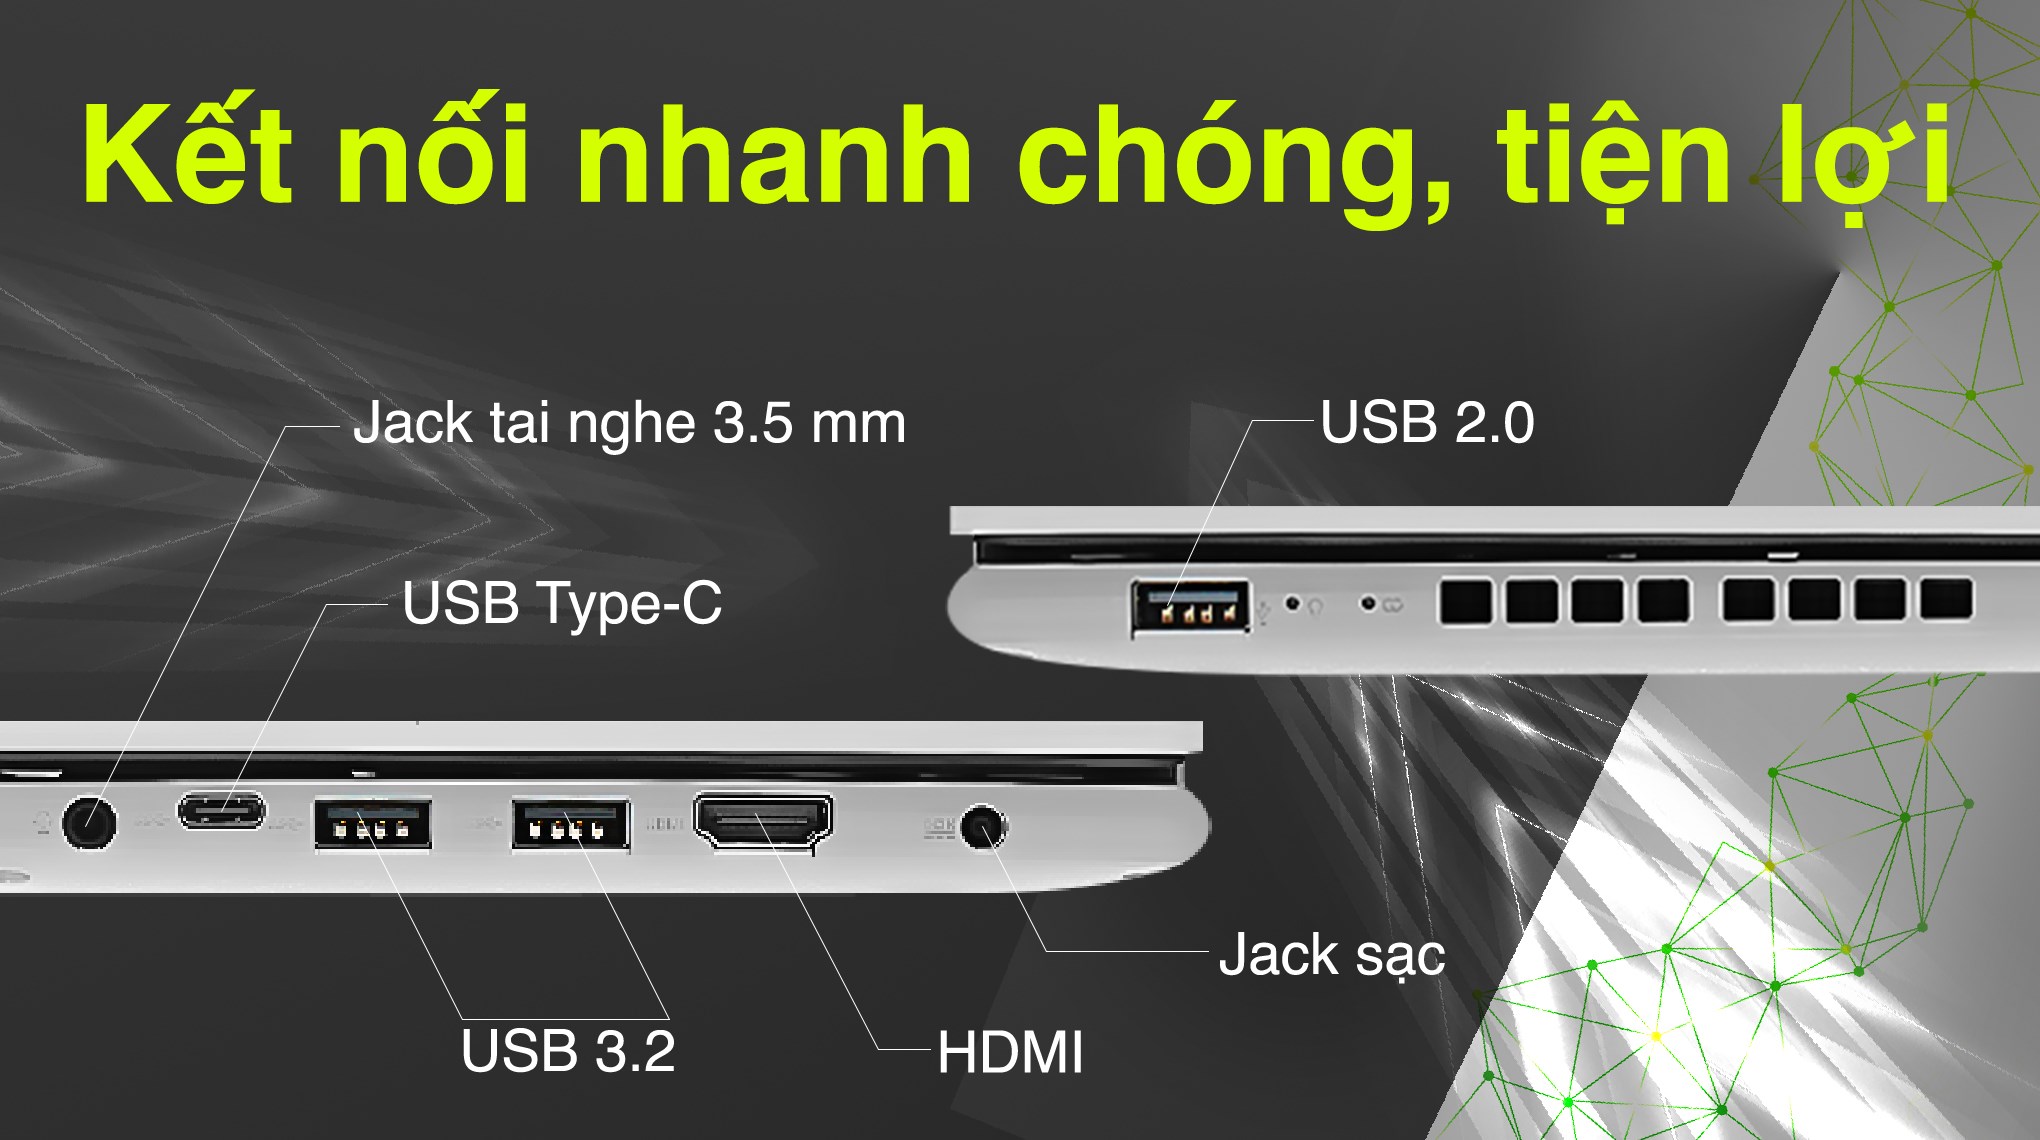 Kết nối nhanh chóng, tiện lợi
Jack tai nghe 3.5 mm
USB 2.0
USB Type-C
Jack sạc
USB 3.2
HDMI